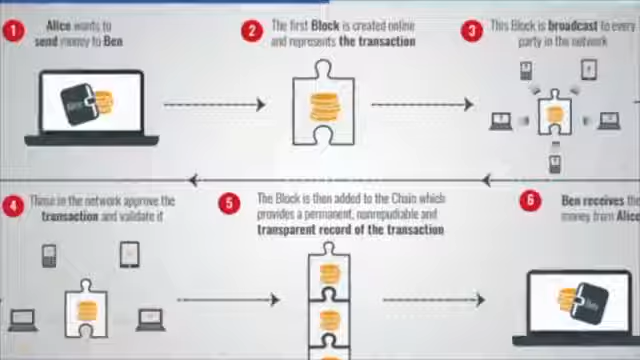 1
Alice wants to
send money to Ben
2
The first Block is created online
and represents the transaction
3
This Block is broadcast to every
party in the network
4
Those in the network approve the
transaction and validate it
5
The Block is then added to the Chain which
provides a permanent, nonrepudiable and
transparent record of the transaction
6
Ben receives the
money from Alice